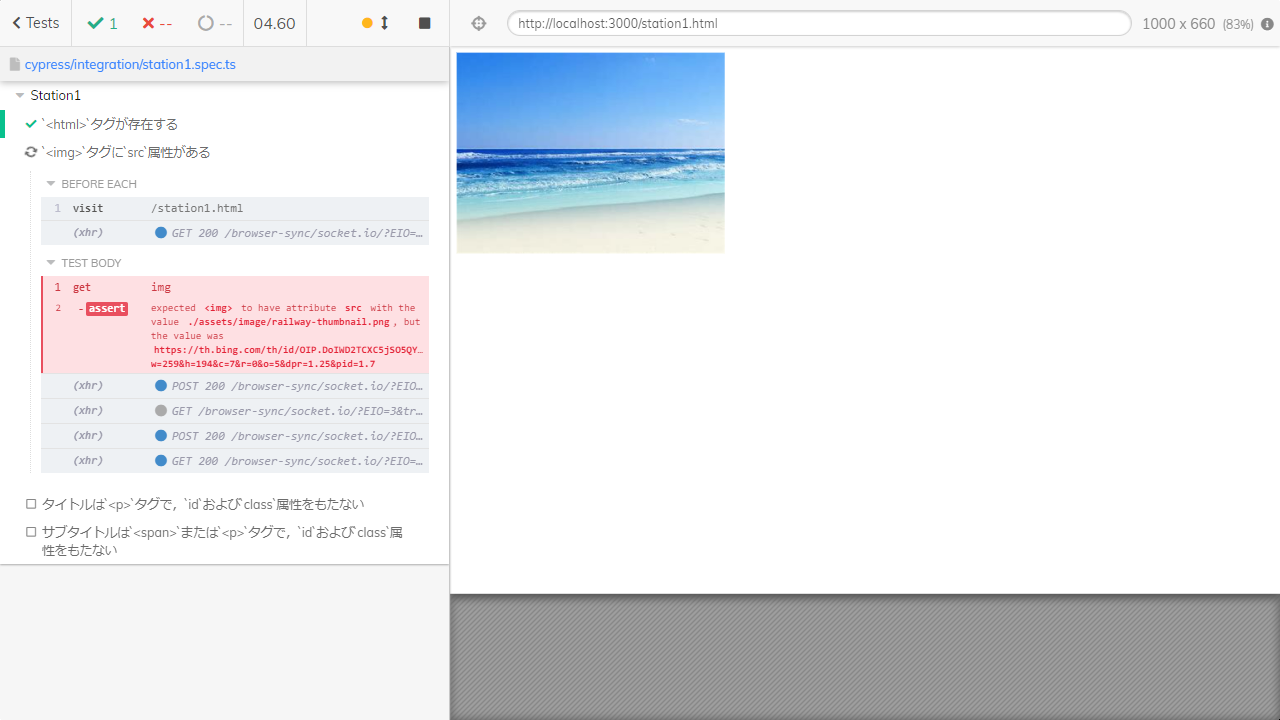 Tests
1
--
--
04.60
http://localhost:3000/station1.html
1000 x 660 (83%)
cypress/integration/station1.spec.ts
Station1
`<html>`タグが存在する
`<img>`タグに`src`属性がある
BEFORE EACH
1 visit /station1.html
(xhr) GET 200 /browser-sync/socket.io/?EIO=…
TEST BODY
1 get img
2 -assert expected <img> to have attribute src with the
value ./assets/image/railway-thumbnail.png, but
the value was
https://th.bing.com/th/id/OIP.DoIWD2TCXC5jSO5QY…
w=259&h=194&c=7&r=0&o=5&dpr=1.25&pid=1.7
(xhr) POST 200 /browser-sync/socket.io/?EIO…
(xhr) GET /browser-sync/socket.io/?EIO=3&tr…
(xhr) POST 200 /browser-sync/socket.io/?EIO…
(xhr) GET 200 /browser-sync/socket.io/?EIO=…
タイトルは`<p>`タグで，`id`および`class`属性をもたない
サブタイトルは`<span>`または`<p>`タグで，`id`および`class`属
性をもたない